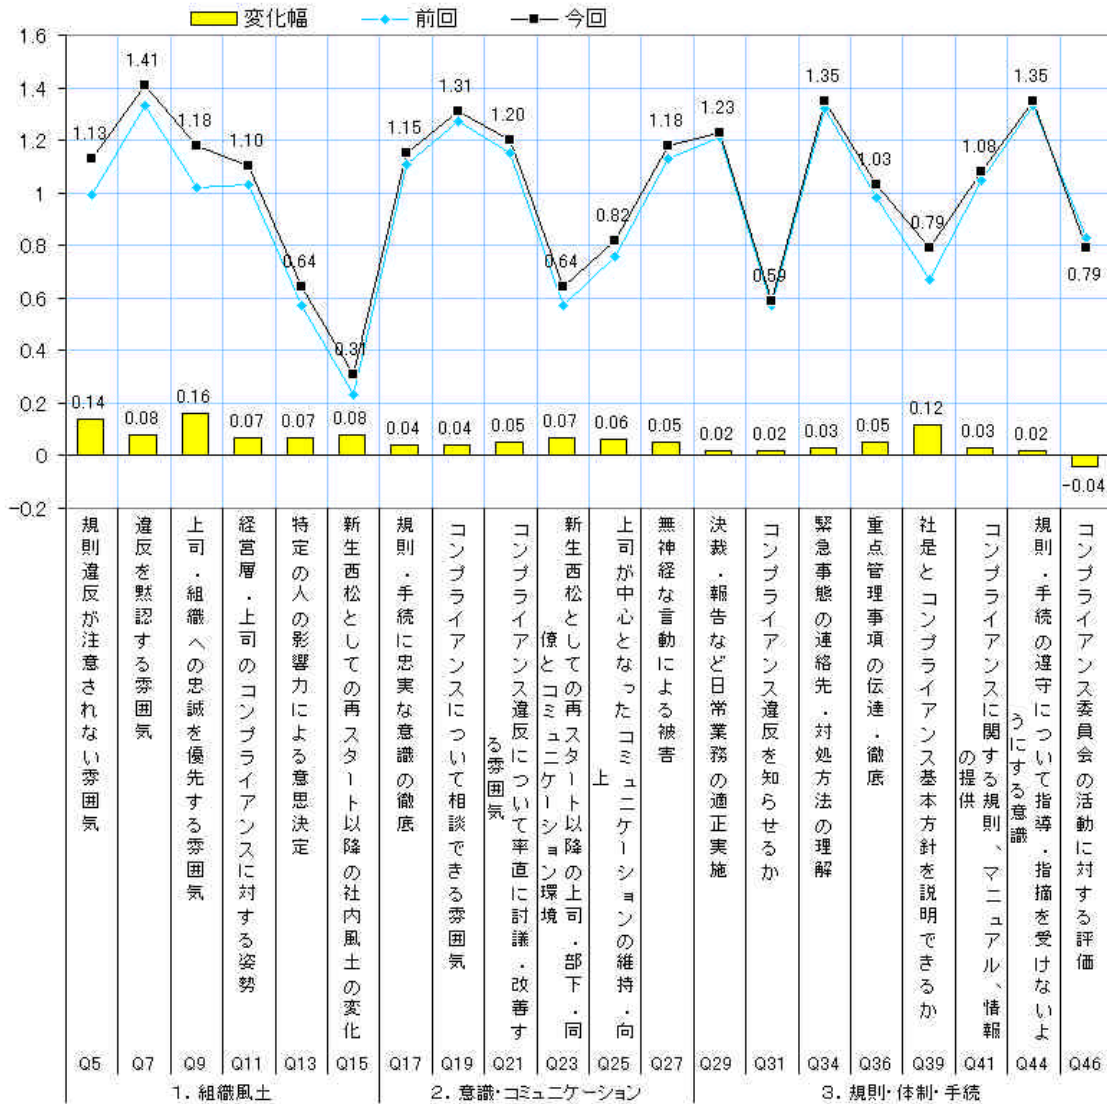 変化幅 前回 今回
1.6
1.4
1.2
1
0.8
0.6
0.4
0.2
0
-0.2
1.13
1.41
1.18
1.10
0.64
0.31
1.15
1.31
1.20
0.64
0.82
1.18
1.23
0.59
1.35
1.03
0.79
1.08
1.35
0.79
0.14
0.08
0.16
0.07
0.07
0.08
0.04
0.04
0.05
0.07
0.06
0.05
0.02
0.02
0.03
0.05
0.12
0.03
0.02
-0.04
規則違反が注意されない雰囲気
違反を黙認する雰囲気
上司・組織への忠誠を優先する雰囲気
経営層・上司のコンプライアンスに対する姿勢
特定の人の影響力による意思決定
新生西松としての再スタート以降の社内風土の変化
規則・手続に忠実な意識の徹底
コンプライアンスについて相談できる雰囲気
コンプライアンス違反について率直に討議・改善す
る雰囲気
新生西松としての再スタート以降の上司・部下・同
僚とコミュニケーション環境
上司が中心となったコミュニケーションの維持・向
上
無神経な言動による被害
決裁・報告など日常業務の適正実施
コンプライアンス違反を知らせるか
緊急事態の連絡先・対処方法の理解
重点管理事項の伝達・徹底
社是とコンプライアンス基本方針を説明できるか
コンプライアンスに関する規則、マニュアル、情報
の提供
規則・手続の遵守について指導・指摘を受けないよ
うにする意識
コンプライアンス委員会の活動に対する評価
Q5 Q7 Q9 Q11 Q13 Q15 Q17 Q19 Q21 Q23 Q25 Q27 Q29 Q31 Q34 Q36 Q39 Q41 Q44 Q46
1. 組織風土 2. 意識・コミュニケーション 3. 規則・体制・手続